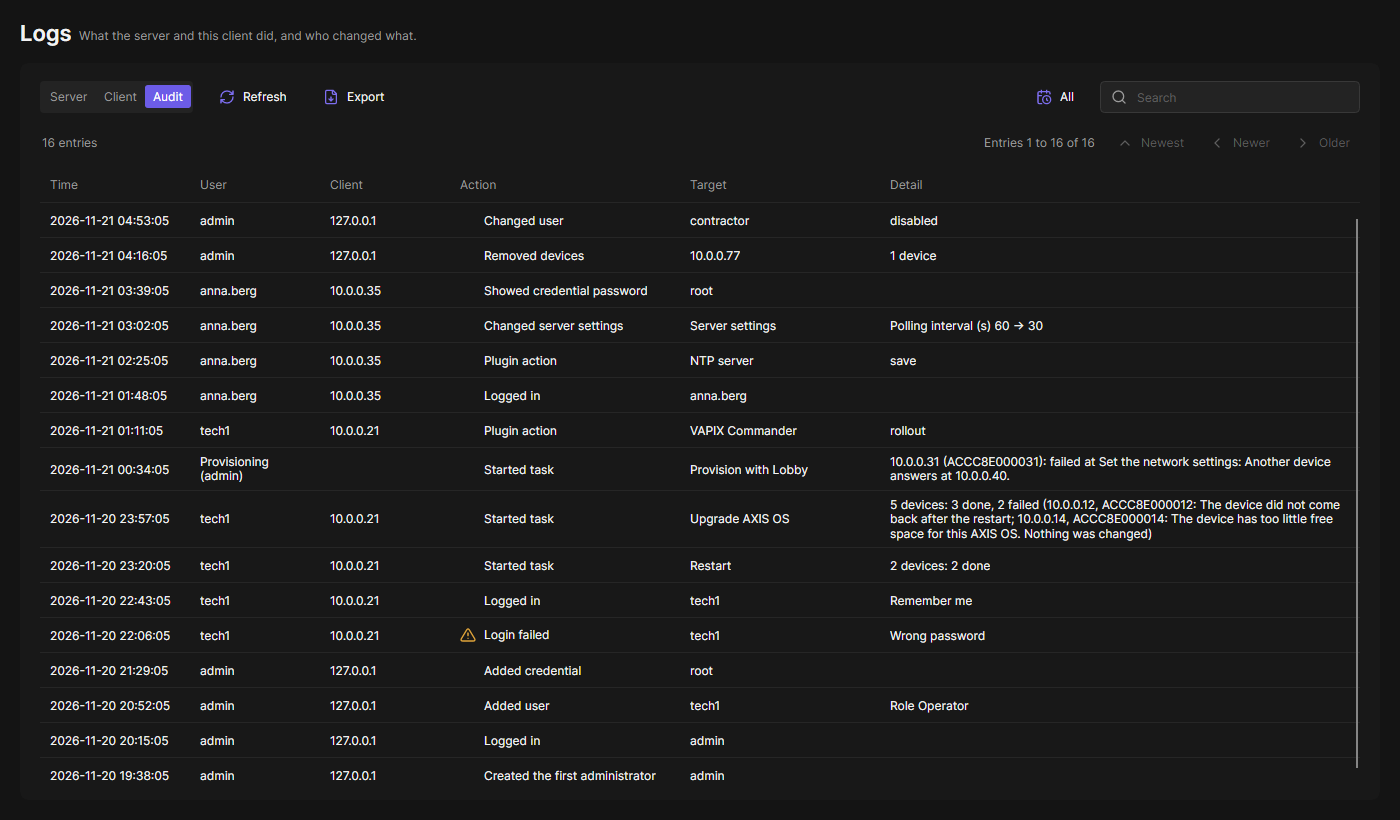 Logs What the server and this client did, and who changed what.
Server Client Audit Refresh Export All Search
16 entries Entries 1 to 16 of 16 Newest Newer Older
Time User Client Action Target Detail
2026-11-21 04:53:05 admin 127.0.0.1 Changed user contractor disabled
2026-11-21 04:16:05 admin 127.0.0.1 Removed devices 10.0.0.77 1 device
2026-11-21 03:39:05 anna.berg 10.0.0.35 Showed credential password root
2026-11-21 03:02:05 anna.berg 10.0.0.35 Changed server settings Server settings Polling interval (s) 60 → 30
2026-11-21 02:25:05 anna.berg 10.0.0.35 Plugin action NTP server save
2026-11-21 01:48:05 anna.berg 10.0.0.35 Logged in anna.berg
2026-11-21 01:11:05 tech1 10.0.0.21 Plugin action VAPIX Commander rollout
2026-11-21 00:34:05 Provisioning (admin) Started task Provision with Lobby 10.0.0.31 (ACCC8E000031): failed at Set the network settings: Another device
answers at 10.0.0.40.
2026-11-20 23:57:05 tech1 10.0.0.21 Started task Upgrade AXIS OS 5 devices: 3 done, 2 failed (10.0.0.12, ACCC8E000012: The device did not come
back after the restart; 10.0.0.14, ACCC8E000014: The device has too little free
space for this AXIS OS. Nothing was changed)
2026-11-20 23:20:05 tech1 10.0.0.21 Started task Restart 2 devices: 2 done
2026-11-20 22:43:05 tech1 10.0.0.21 Logged in tech1 Remember me
2026-11-20 22:06:05 tech1 10.0.0.21 Login failed tech1 Wrong password
2026-11-20 21:29:05 admin 127.0.0.1 Added credential root
2026-11-20 20:52:05 admin 127.0.0.1 Added user tech1 Role Operator
2026-11-20 20:15:05 admin 127.0.0.1 Logged in admin
2026-11-20 19:38:05 admin 127.0.0.1 Created the first administrator admin